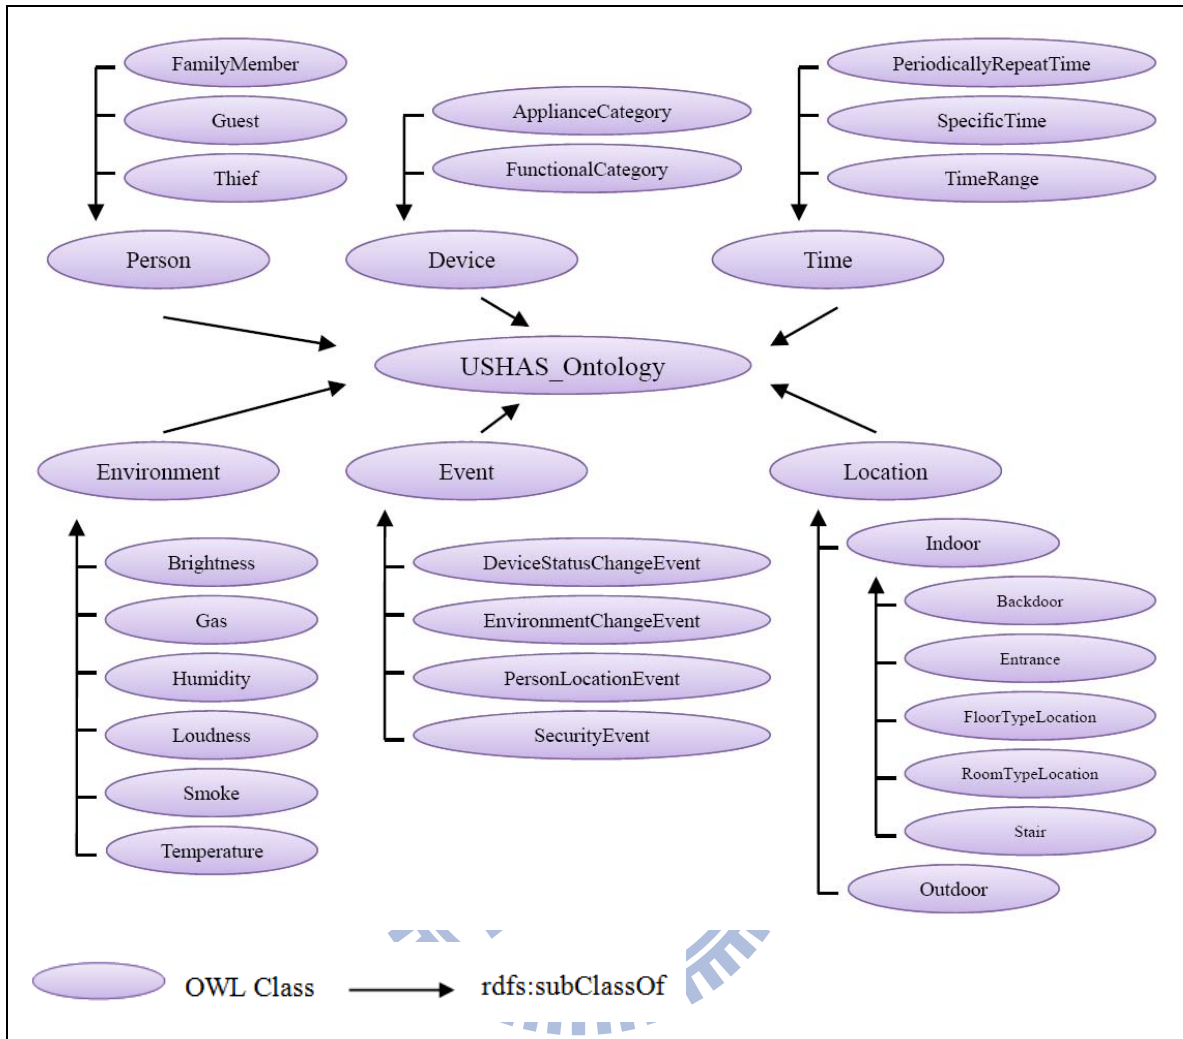 FamilyMember
Guest
Thief
Person
ApplianceCategory
FunctionalCategory
Device
PeriodicallyRepeatTime
SpecificTime
TimeRange
Time
USHAS_Ontology
Environment
Brightness
Gas
Humidity
Loudness
Smoke
Temperature
Event
DeviceStatusChangeEvent
EnvironmentChangeEvent
PersonLocationEvent
SecurityEvent
Location
Indoor
Backdoor
Entrance
FloorTypeLocation
RoomTypeLocation
Stair
Outdoor
OWL Class
rdfs:subClassOf